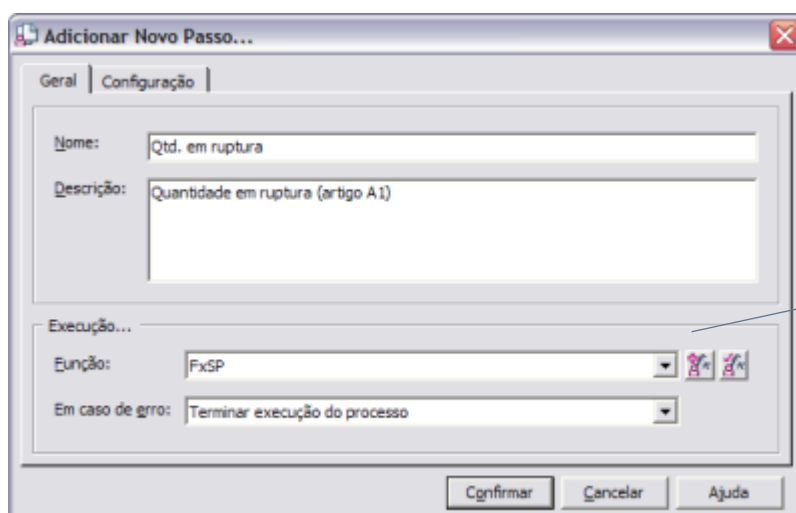 Adicionar Novo Passo...
Geral
Configuração
Nome:
Qtd. em ruptura
Descrição:
Quantidade em ruptura (artigo A1)
Execução...
Função:
FxSP
Em caso de erro:
Terminar execução do processo
Confirmar
Cancelar
Ajuda